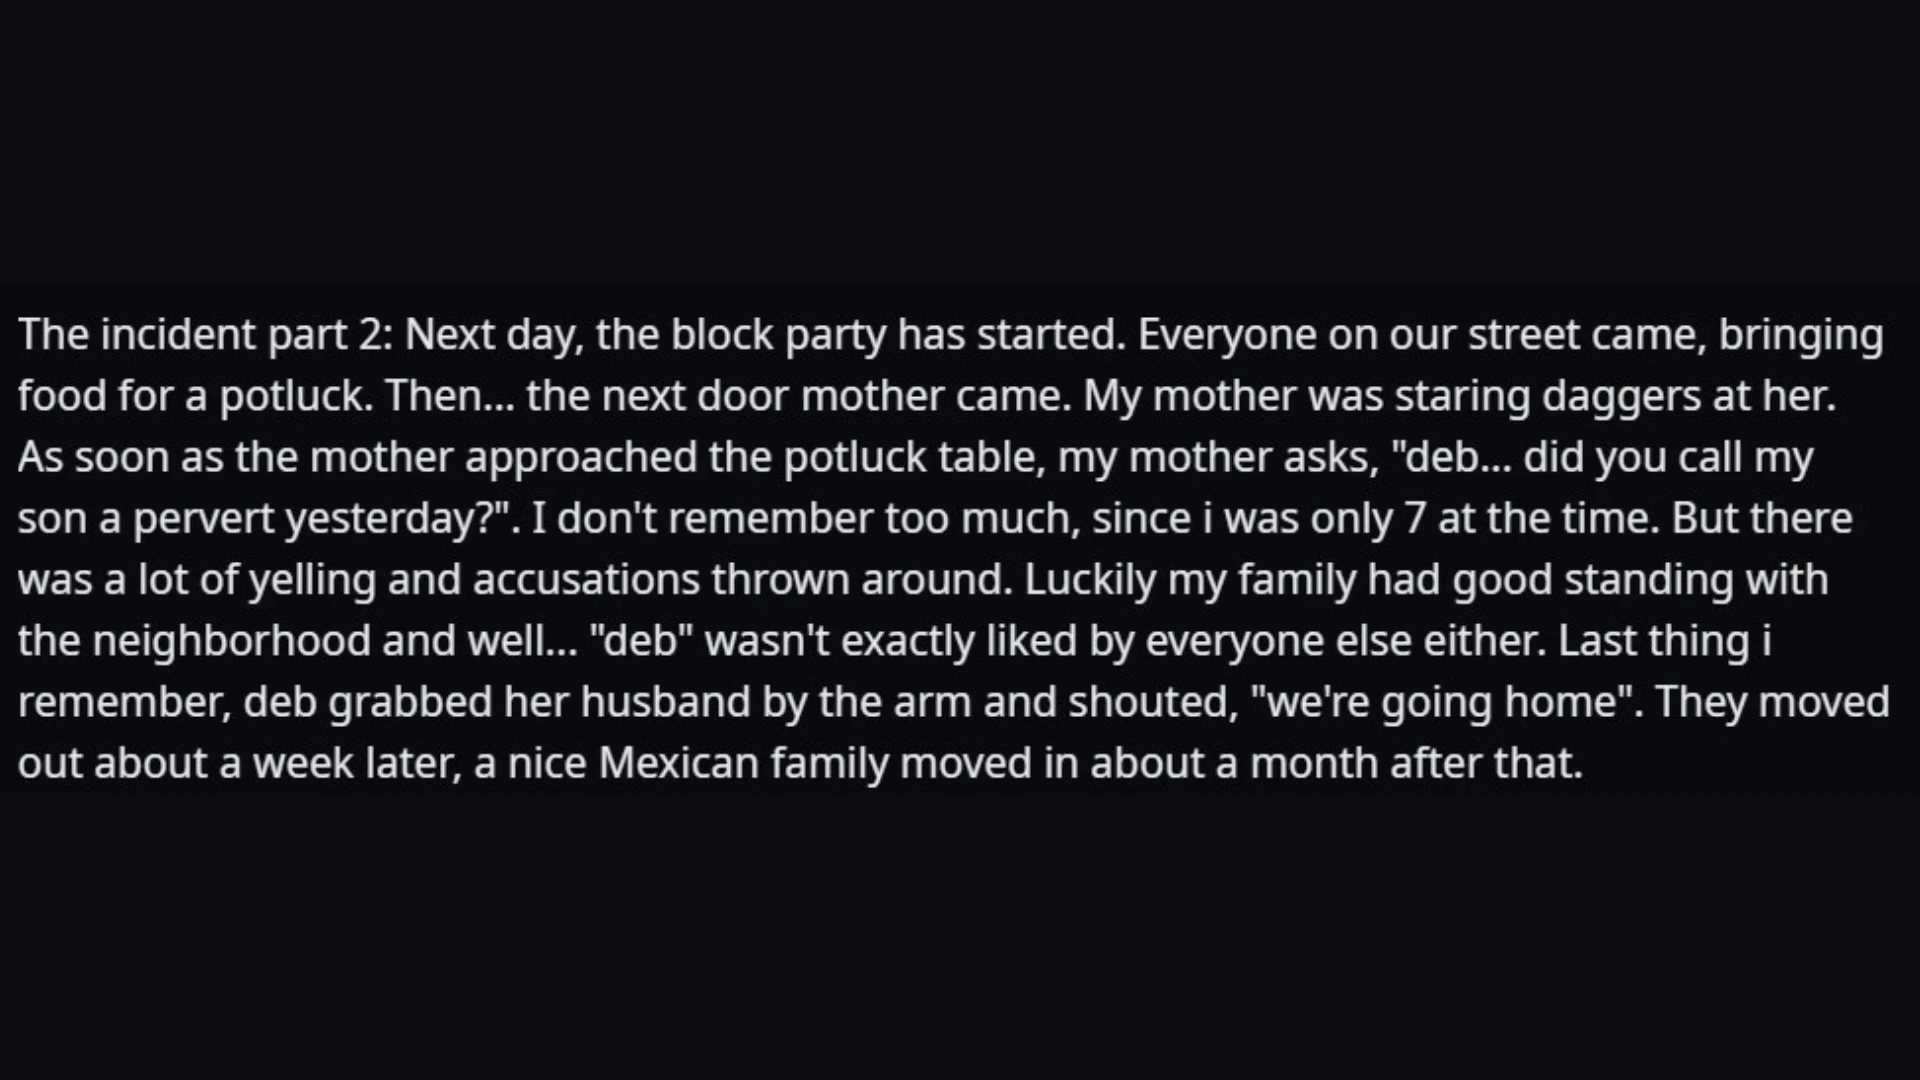 The incident part 2: Next day, the block party has started. Everyone on our street came, bringing
food for a potluck. Then... the next door mother came. My mother was staring daggers at her.
As soon as the mother approached the potluck table, my mother asks, "deb... did you call my
son a pervert yesterday?". I don't remember too much, since i was only 7 at the time. But there
was a lot of yelling and accusations thrown around. Luckily my family had good standing with
the neighborhood and well... "deb" wasn't exactly liked by everyone else either. Last thing i
remember, deb grabbed her husband by the arm and shouted, "we're going home". They moved
out about a week later, a nice Mexican family moved in about a month after that.